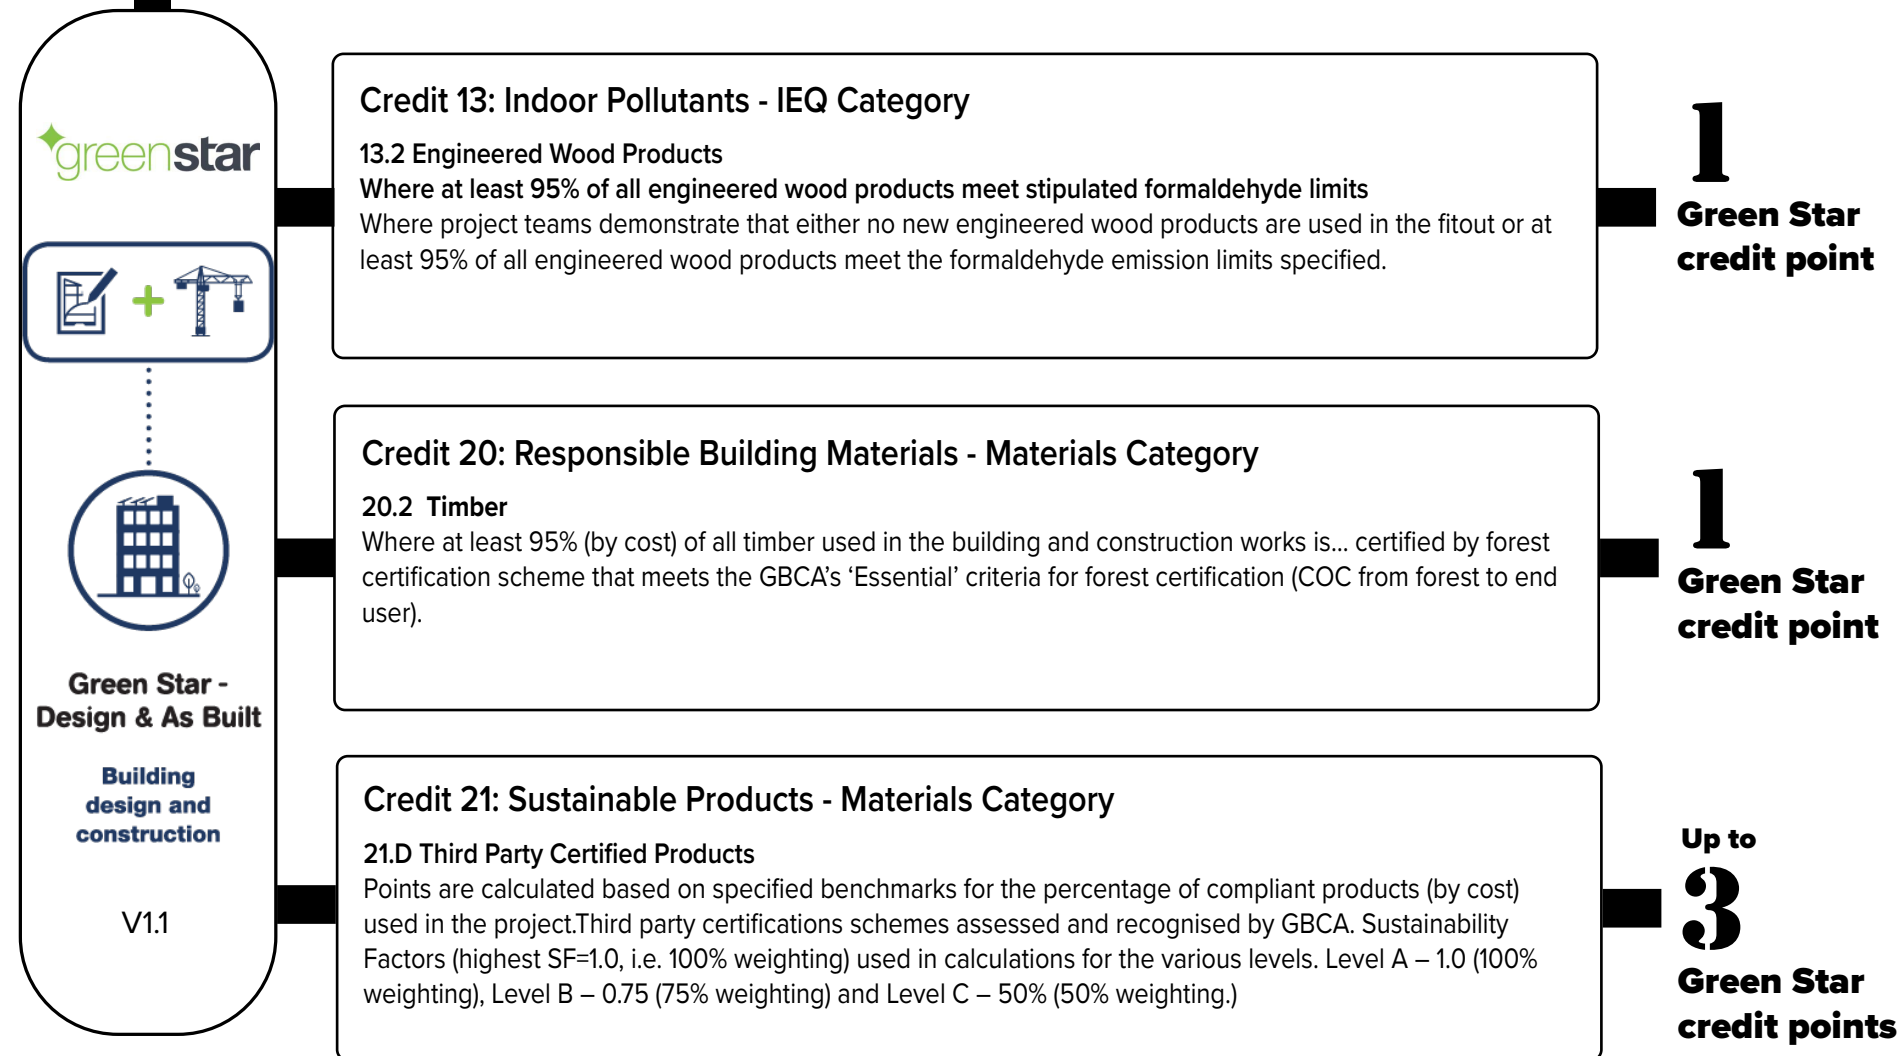 greenstar
Green Star -
Design & As Built
Building
design and
construction
V1.1
Credit 13: Indoor Pollutants - IEQ Category
13.2 Engineered Wood Products
Where at least 95% of all engineered wood products meet stipulated formaldehyde limits
Where project teams demonstrate that either no new engineered wood products are used in the fitout or at
least 95% of all engineered wood products meet the formaldehyde emission limits specified.
1
Green Star
credit point
Credit 20: Responsible Building Materials - Materials Category
20.2 Timber
Where at least 95% (by cost) of all timber used in the building and construction works is... certified by forest
certification scheme that meets the GBCA's 'Essential' criteria for forest certification (COC from forest to end
user).
1
Green Star
credit point
Credit 21: Sustainable Products - Materials Category
21.D Third Party Certified Products
Points are calculated based on specified benchmarks for the percentage of compliant products (by cost)
used in the project.Third party certifications schemes assessed and recognised by GBCA. Sustainability
Factors (highest SF=1.0, i.e. 100% weighting) used in calculations for the various levels. Level A – 1.0 (100%
weighting), Level B – 0.75 (75% weighting) and Level C – 50% (50% weighting.)
Up to
3
Green Star
credit points